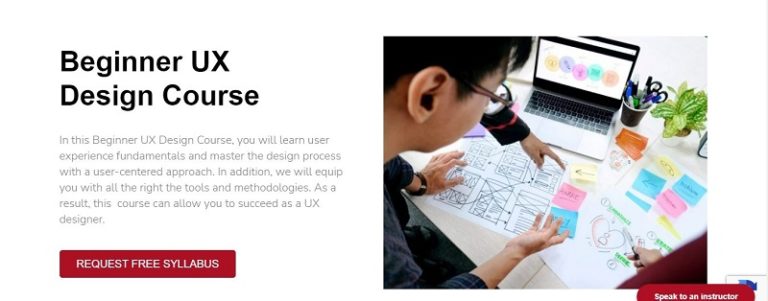 Beginner UX
Design Course
In this Beginner UX Design Course, you will learn user
experience fundamentals and master the design process
with a user-centered approach. In addition, we will equip
you with all the right the tools and methodologies. As a
result, this  course can allow you to succeed as a UX
designer.
REQUEST FREE SYLLABUS
Speak to an instructor